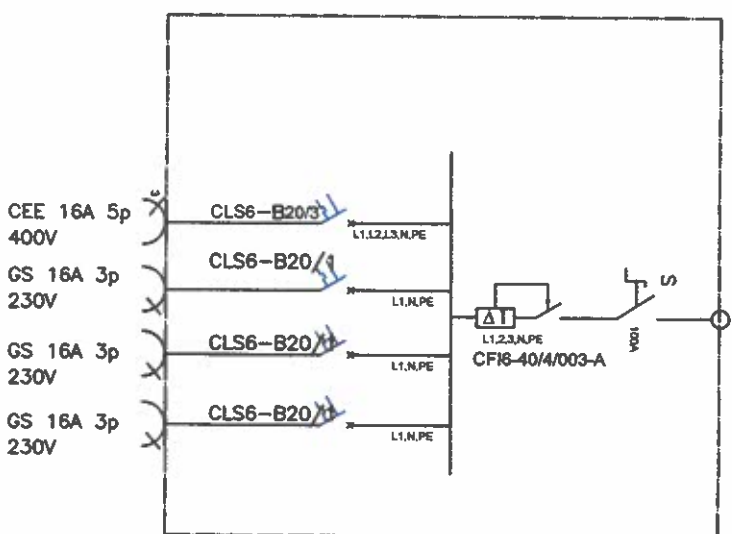 CEE 16A 5p
400V
CLS6-B20/3
L1,L2,L3,N,PE
GS 16A 3p
230V
CLS6-B20/1
L1,N,PE
ΔI
L1,2,3,N,PE
CFI6-40/4/003-A
100A
S
GS 16A 3p
230V
CLS6-B20/1
L1,N,PE
GS 16A 3p
230V
CLS6-B20/1
L1,N,PE